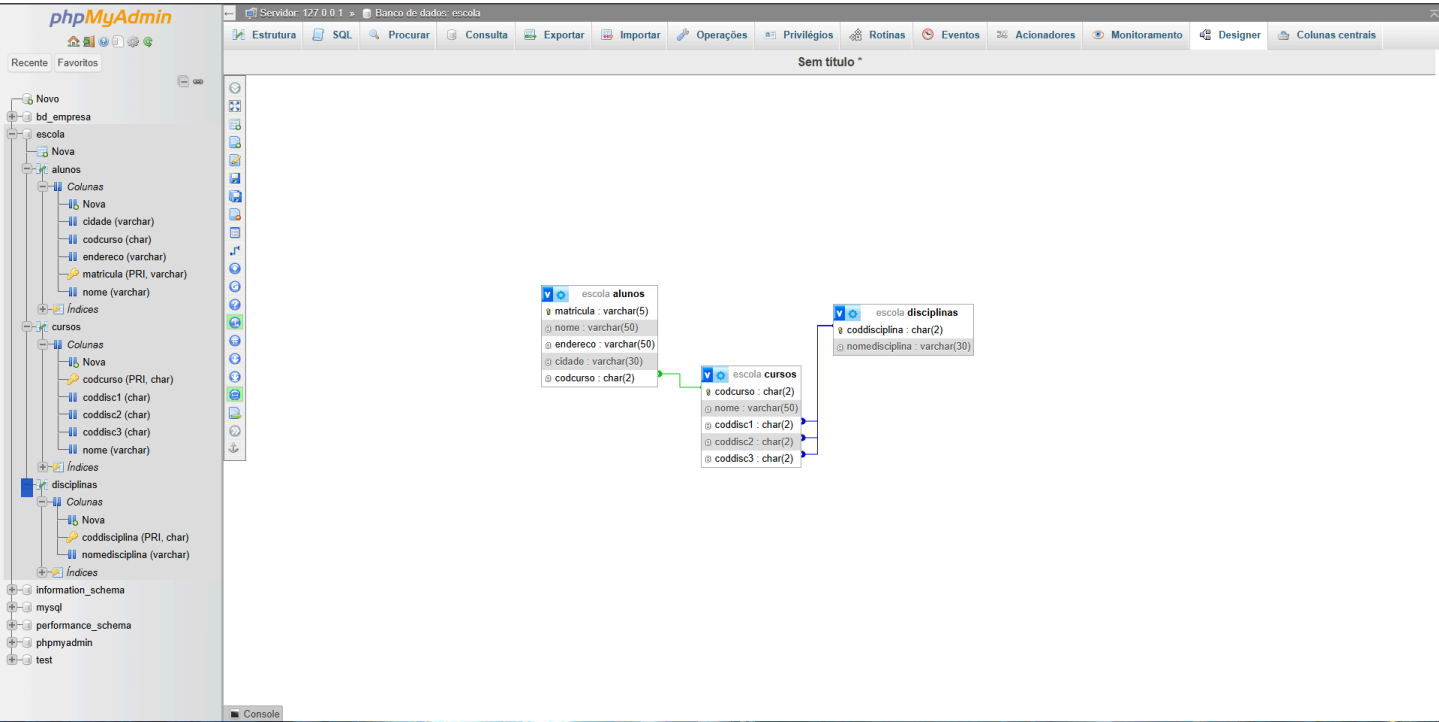 phpMyAdmin
Recente Favoritos
Novo
bd_empresa
escola
Nova
alunos
Colunas
Nova
cidade (varchar)
codcurso (char)
endereco (varchar)
matricula (PRI, varchar)
nome (varchar)
Índices
cursos
Colunas
Nova
codcurso (PRI, char)
coddisc1 (char)
coddisc2 (char)
coddisc3 (char)
nome (varchar)
Índices
disciplinas
Colunas
Nova
coddisciplina (PRI, char)
nomedisciplina (varchar)
Índices
information_schema
mysql
performance_schema
phpmyadmin
test
Servidor: 127.0.0.1 » Banco de dados: escola
Estrutura SQL Procurar Consulta Exportar Importar Operações Privilégios Rotinas Eventos Acionadores Monitoramento Designer Colunas centrais
Sem título *
v escola alunos
matricula : varchar(5)
nome : varchar(50)
endereco : varchar(50)
cidade : varchar(30)
codcurso : char(2)
v escola cursos
codcurso : char(2)
nome : varchar(50)
coddisc1 : char(2)
coddisc2 : char(2)
coddisc3 : char(2)
v escola disciplinas
coddisciplina : char(2)
nomedisciplina : varchar(30)
Console